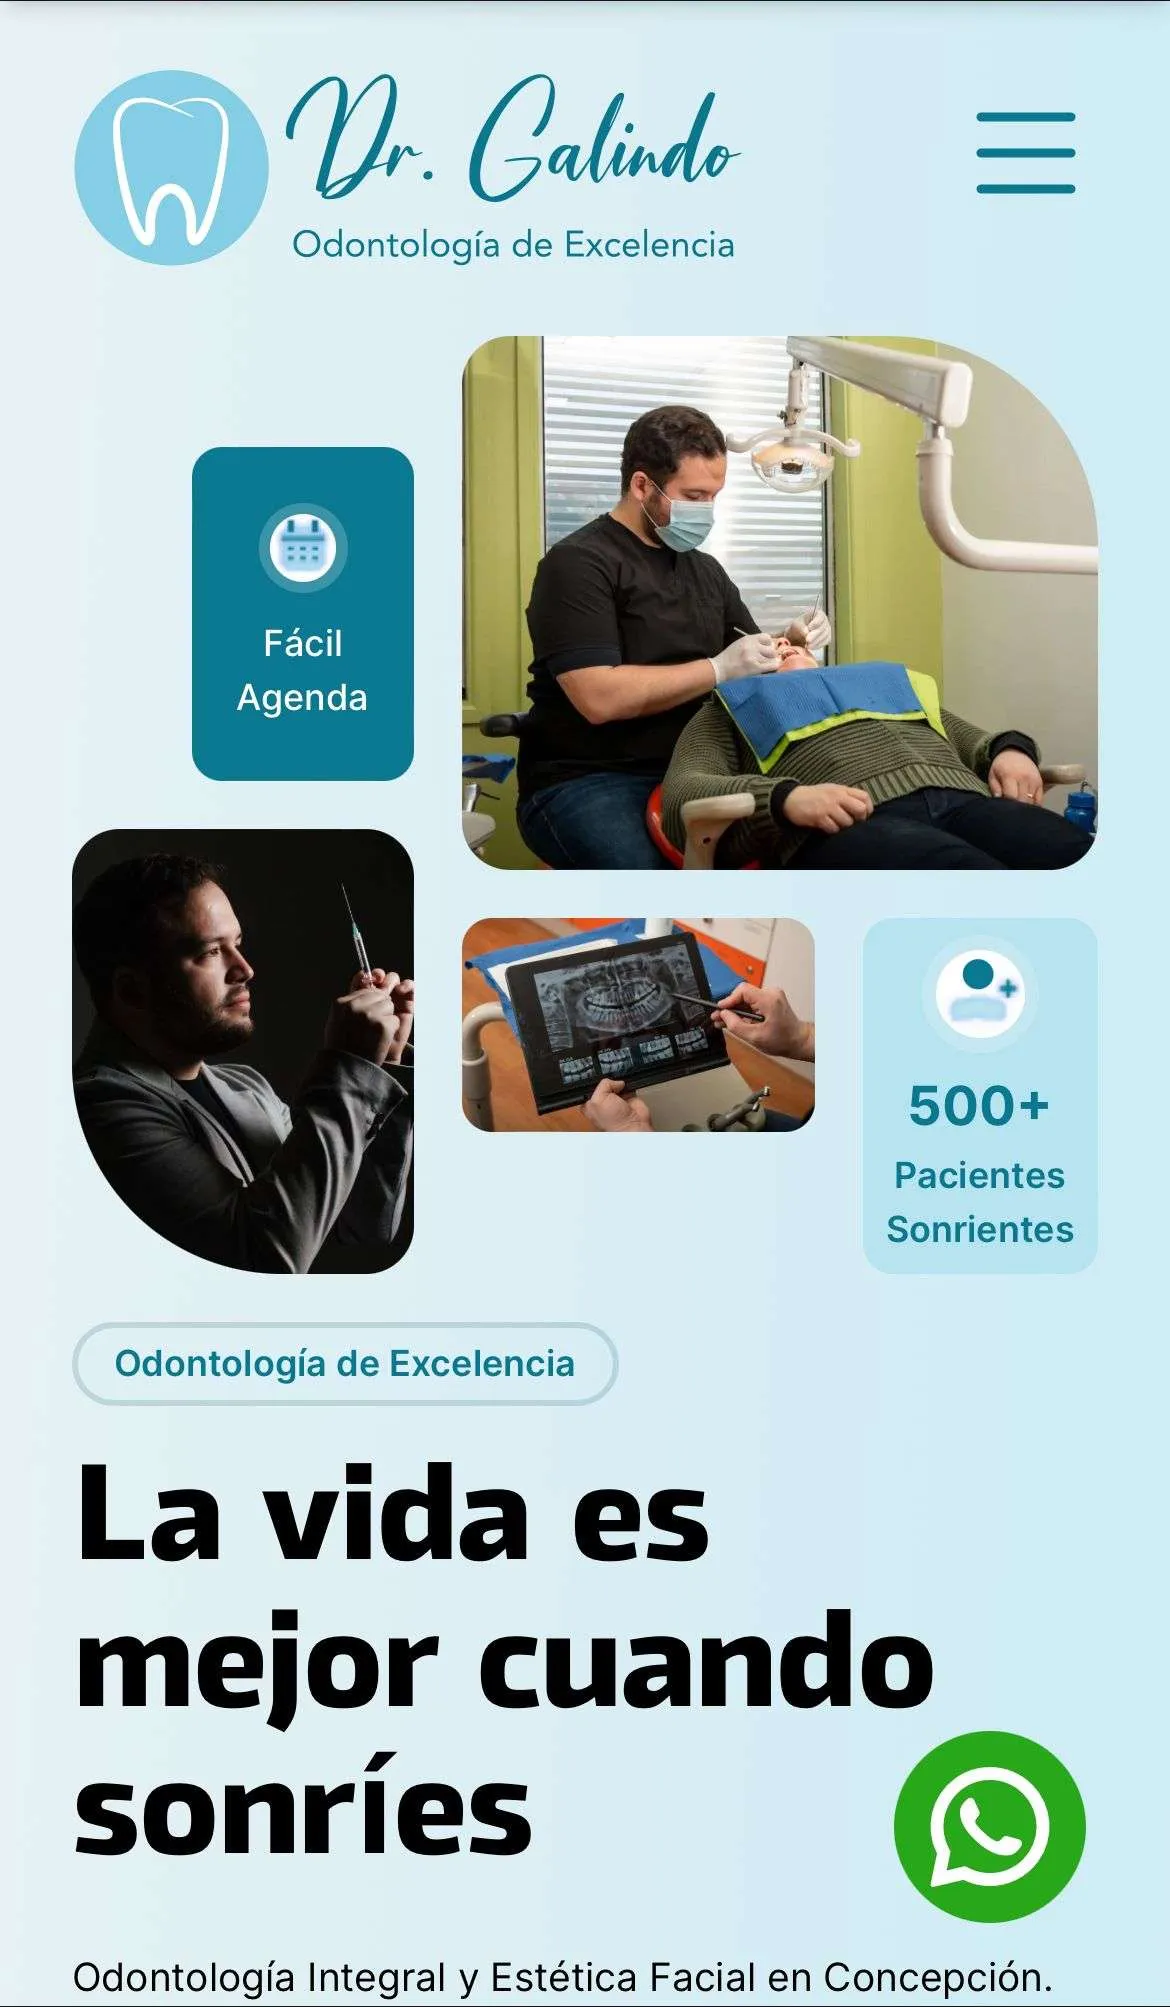 Dr. Galindo
Odontología de Excelencia
Fácil
Agenda
500+
Pacientes
Sonrientes
Odontología de Excelencia
La vida es
mejor cuando
sonríes
Odontología Integral y Estética Facial en Concepción.